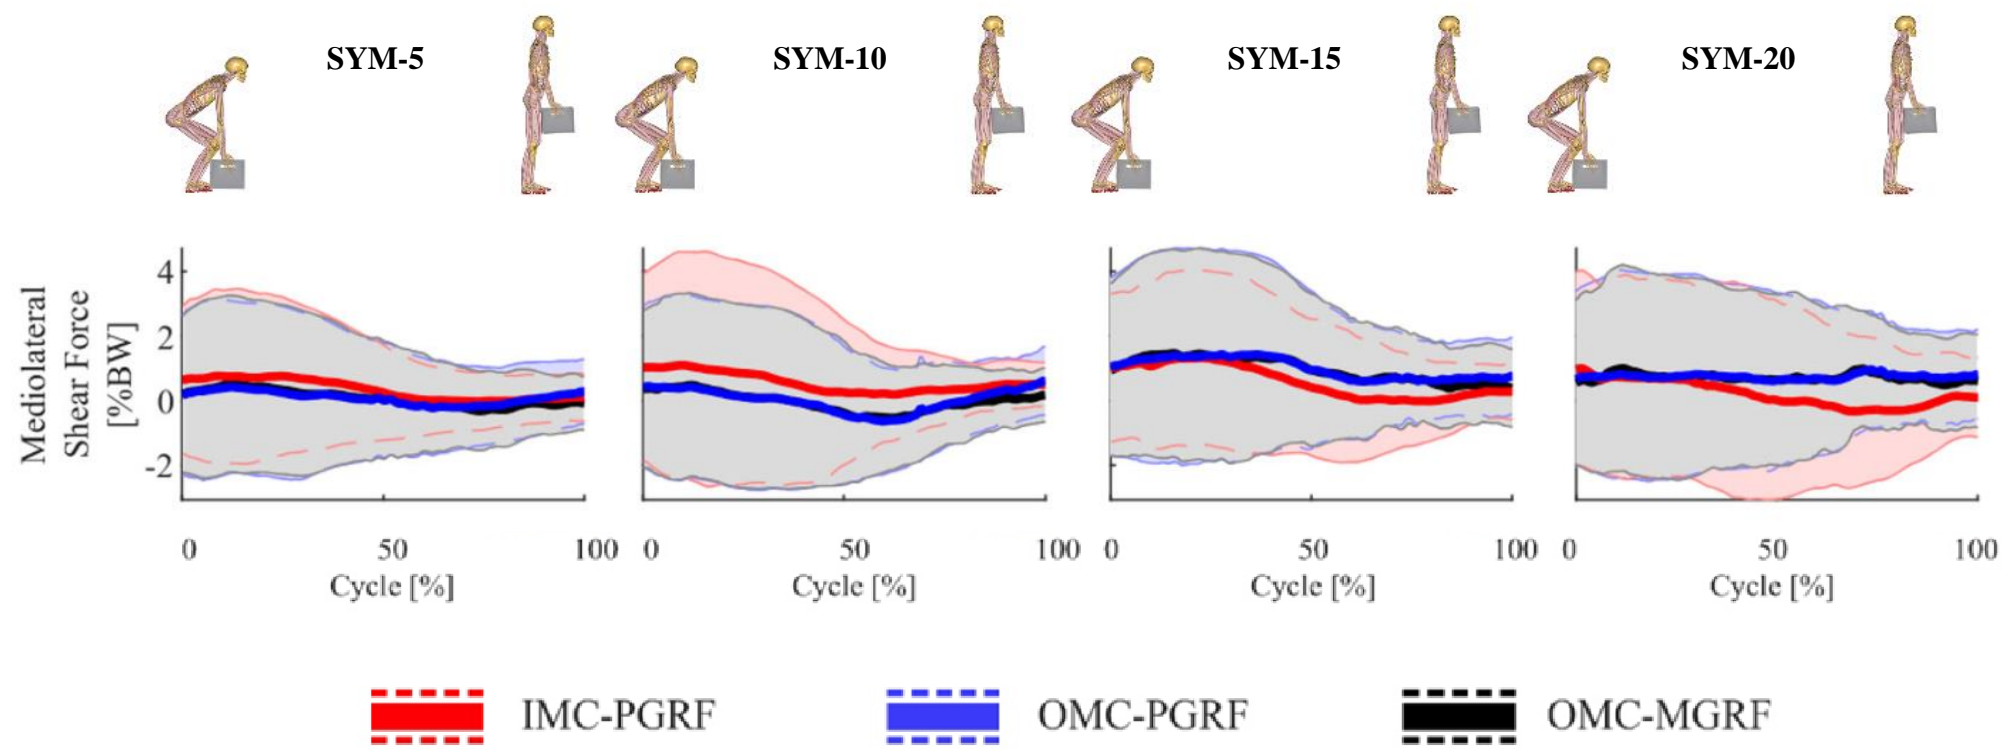 SYM-5 SYM-10 SYM-15 SYM-20
Mediolateral
Shear Force
[%BW]
4
2
0
-2
0 50 100 0 50 100 0 50 100 0 50 100
Cycle [%] Cycle [%] Cycle [%] Cycle [%]
IMC-PGRF OMC-PGRF OMC-MGRF